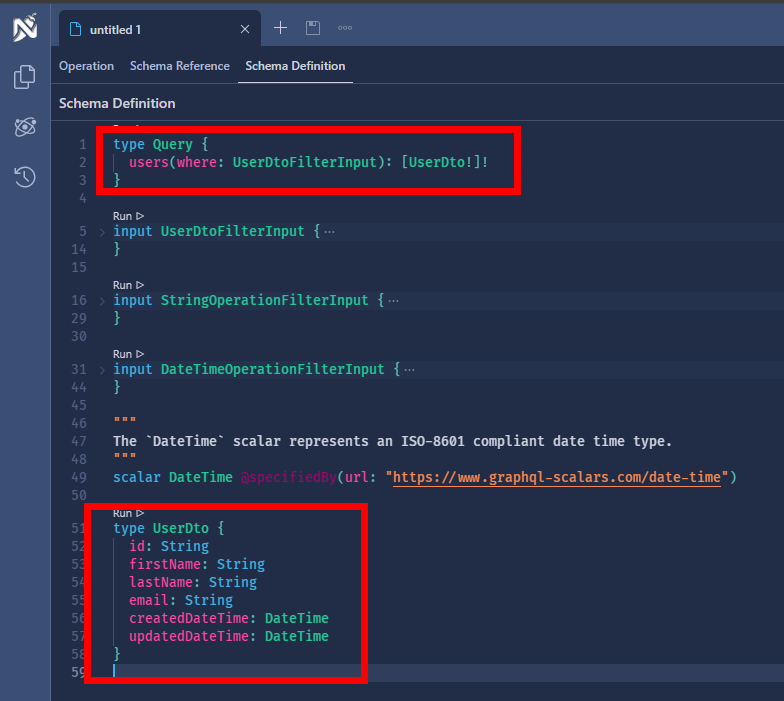 untitled 1
Operation Schema Reference Schema Definition
Schema Definition
1 type Query {
2 users(where: UserDtoFilterInput): [UserDto!]!
3 }
4
Run ▷
5 input UserDtoFilterInput { ···
14 }
15
Run ▷
16 input StringOperationFilterInput { ···
29 }
30
Run ▷
31 input DateTimeOperationFilterInput { ···
44 }
45
46 """
47 The `DateTime` scalar represents an ISO-8601 compliant date time type.
48 """
49 scalar DateTime @specifiedBy(url: "https://www.graphql-scalars.com/date-time")
50
Run ▷
51 type UserDto {
52 id: String
53 firstName: String
54 lastName: String
55 email: String
56 createdDateTime: DateTime
57 updatedDateTime: DateTime
58 }
59